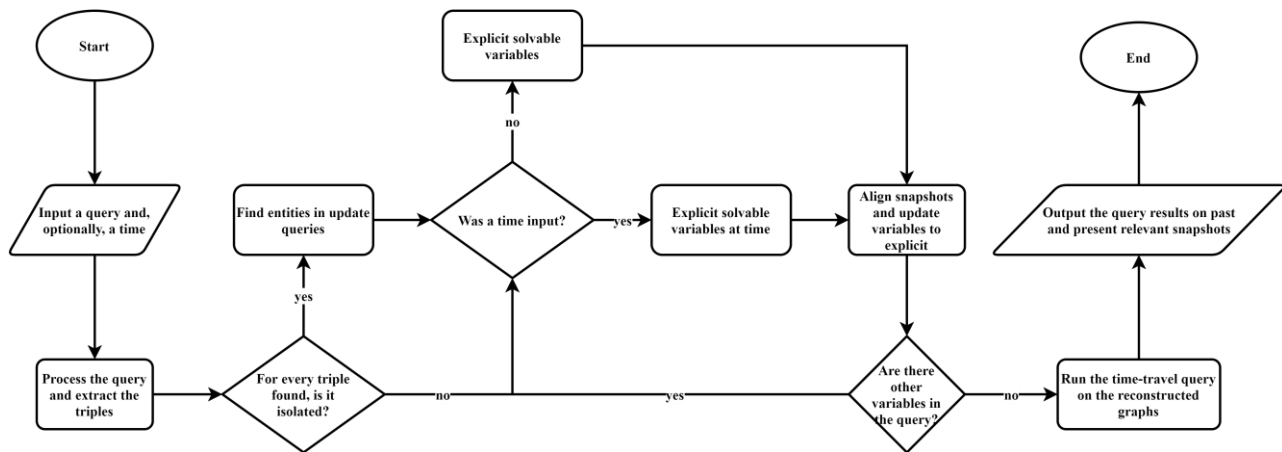 Start
Input a query and,
optionally, a time
Process the query
and extract the
triples
For every triple
found, is it
isolated?
yes
no
Find entities in update
queries
Was a time input?
no
yes
Explicit solvable
variables
Explicit solvable
variables at time
Align snapshots
and update
variables to
explicit
Are there
other
variables in
the query?
yes
no
Run the time-travel query
on the reconstructed
graphs
Output the query results on past
and present relevant snapshots
End